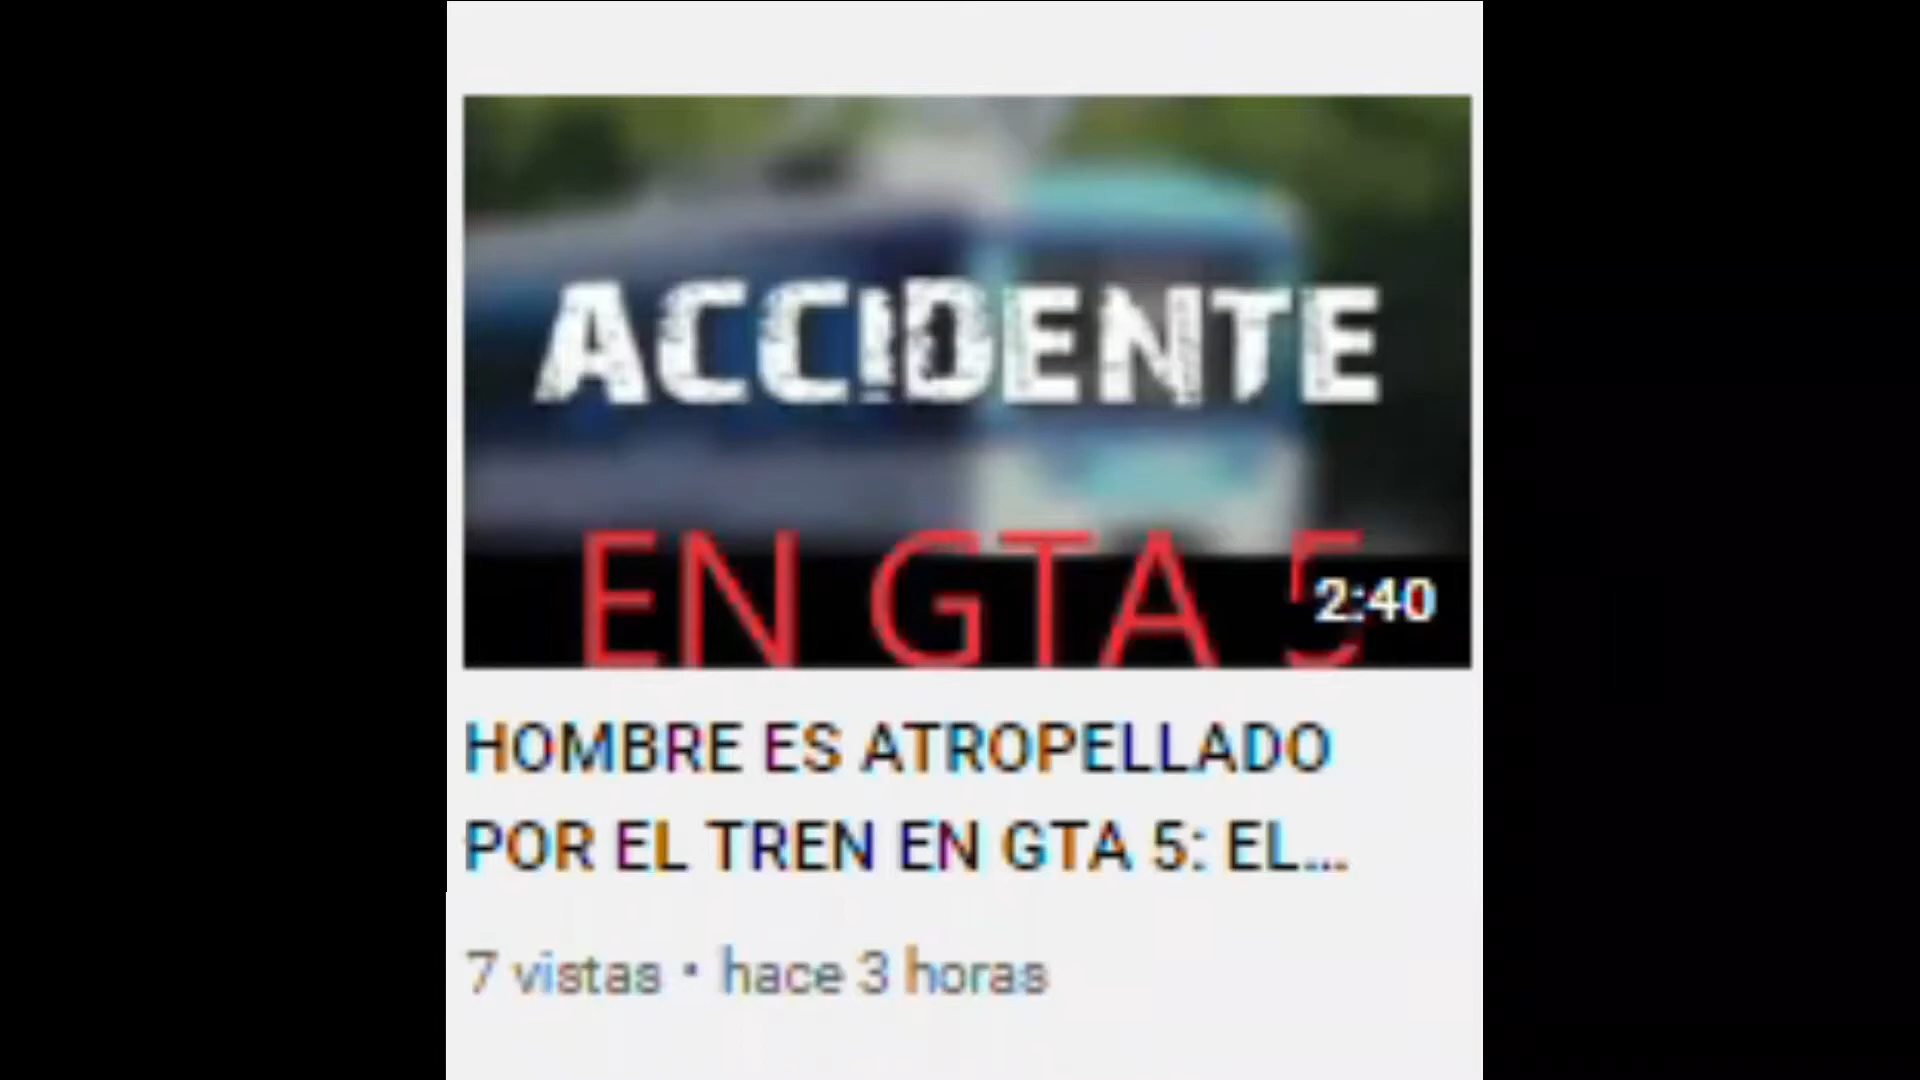 ACCIDENTE
EN GTA 5
2:40
HOMBRE ES ATROPELLADO
POR EL TREN EN GTA 5: EL...
7 vistas • hace 3 horas